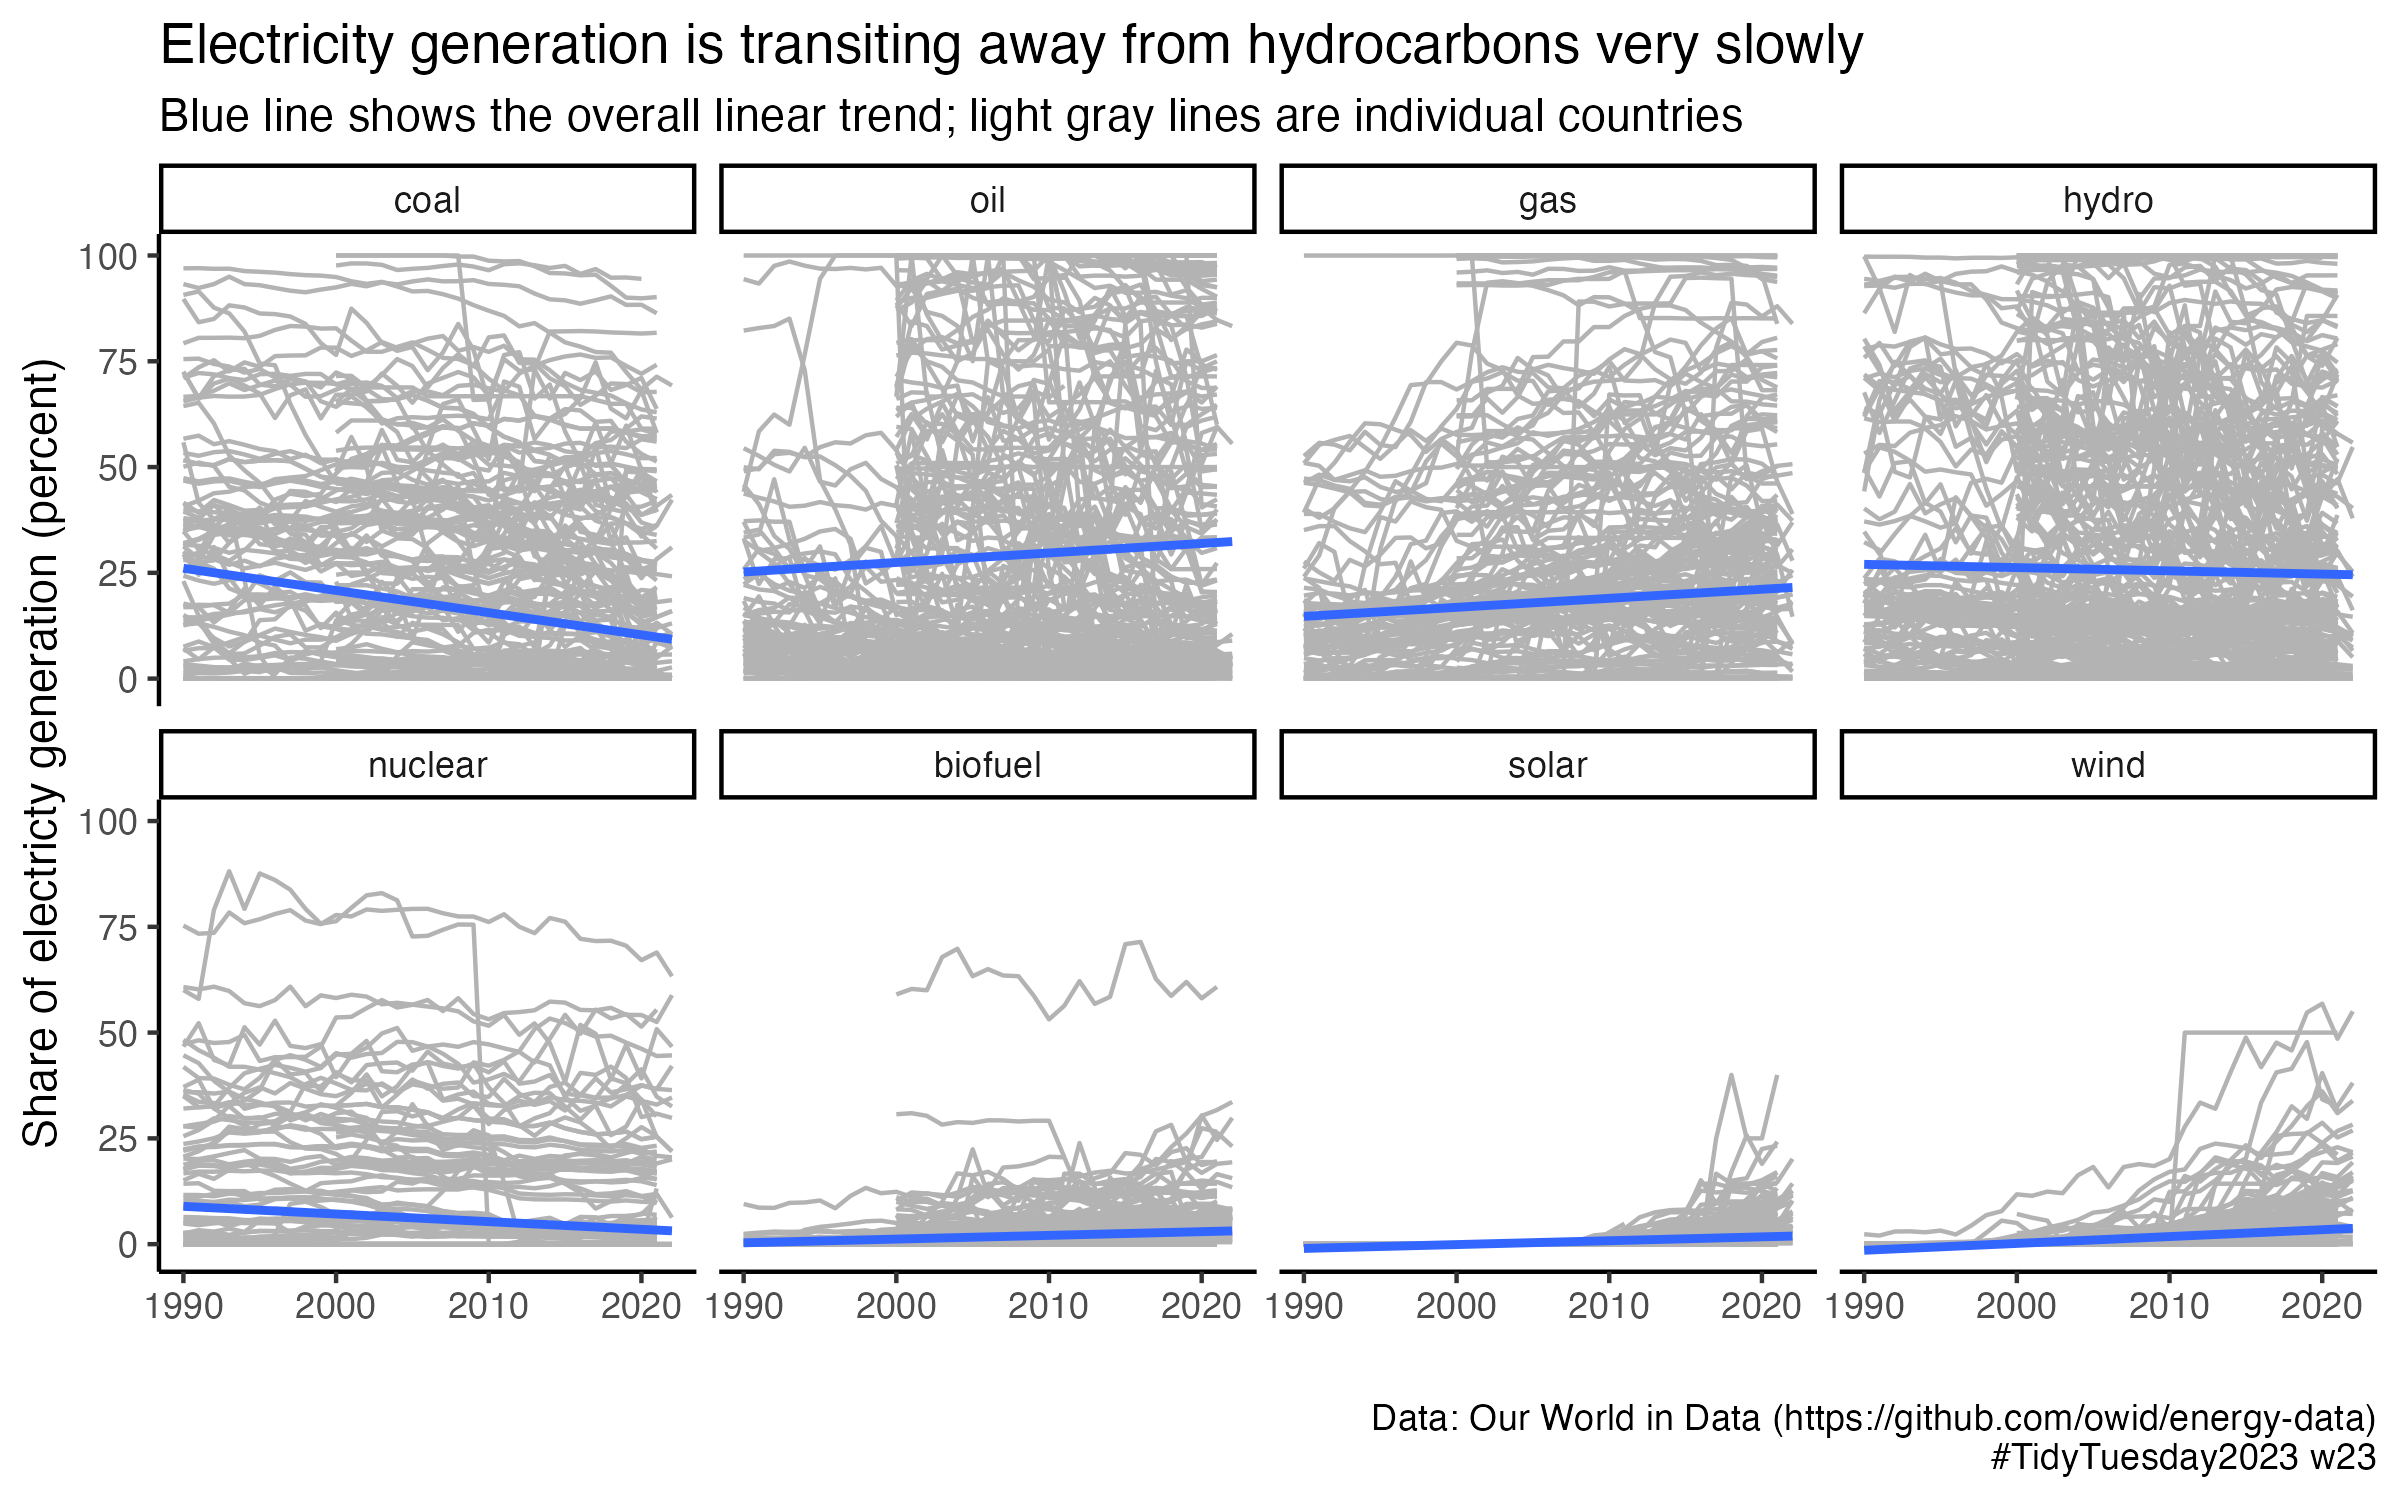 Electricity generation is transiting away from hydrocarbons very slowly
Blue line shows the overall linear trend; light gray lines are individual countries
Share of electricty generation (percent)
coal
oil
gas
hydro
100
75
50
25
0
nuclear
biofuel
solar
wind
100
75
50
25
0
1990 2000 2010 2020 1990 2000 2010 2020 1990 2000 2010 2020 1990 2000 2010 2020
Data: Our World in Data (https://github.com/owid/energy-data)
#TidyTuesday2023 w23